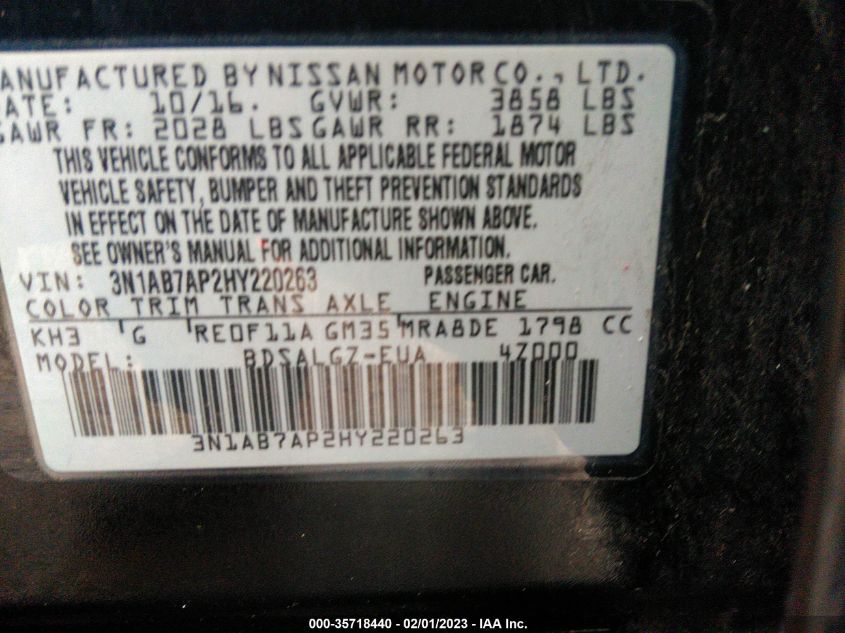 ANUFACTURED BY NISSAN MOTOR CO., LTD.
ATE: 10/16. GVWR: 3858 LBS
GAWR FR: 2028 LBS GAWR RR: 1874 LBS
THIS VEHICLE CONFORMS TO ALL APPLICABLE FEDERAL MOTOR
VEHICLE SAFETY, BUMPER AND THEFT PREVENTION STANDARDS
IN EFFECT ON THE DATE OF MANUFACTURE SHOWN ABOVE.
SEE OWNER'S MANUAL FOR ADDITIONAL INFORMATION.
VIN: 3N1AB7AP2HY220263 PASSENGER CAR.
COLOR TRIM TRANS AXLE ENGINE
KH3 G RE0F11A GM35 MRA8DE 1798 CC
MODEL: BDSALGZ-EUA 4Z000
3N1AB7AP2HY220263
000-35718440 - 02/01/2023 - IAA Inc.